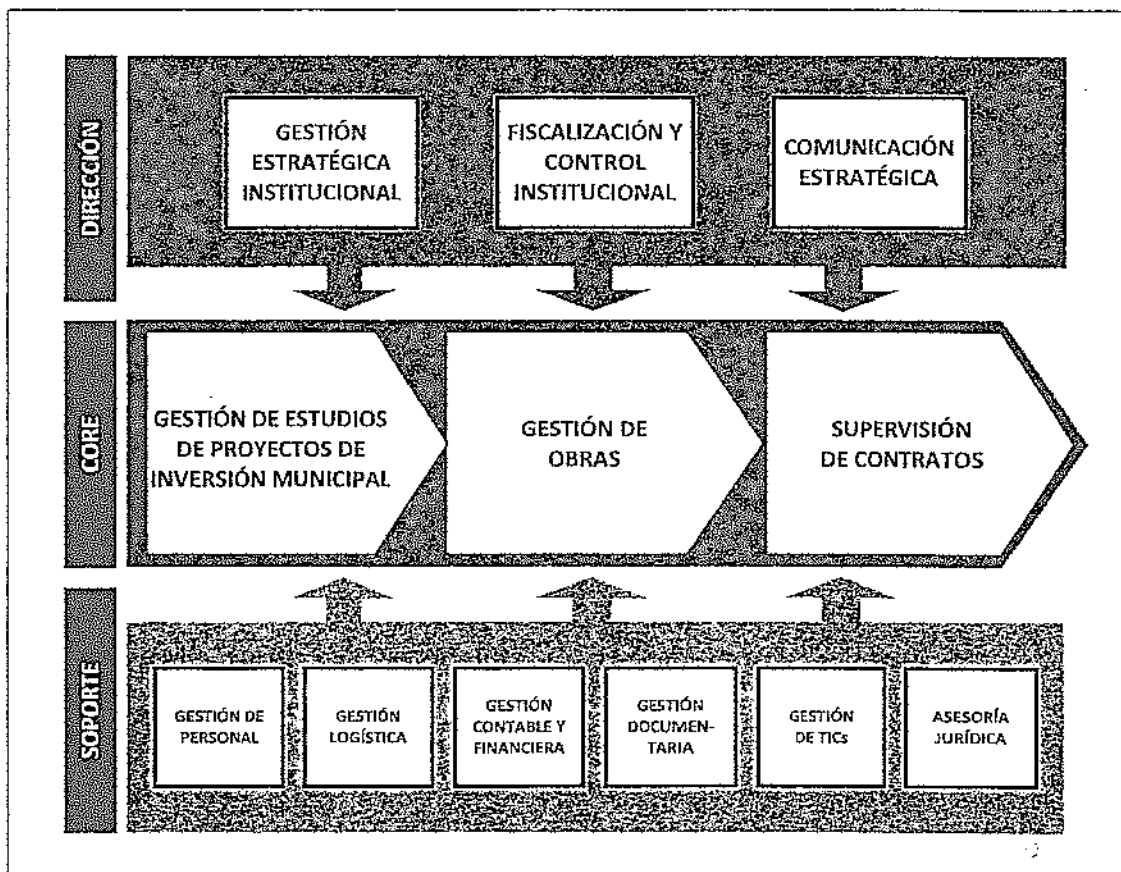 DIRECCIÓN
GESTIÓN
ESTRATÉGICA
INSTITUCIONAL
FISCALIZACIÓN Y
CONTROL
INSTITUCIONAL
COMUNICACIÓN
ESTRATÉGICA
CORE
GESTIÓN DE ESTUDIOS
DE PROYECTOS DE
INVERSIÓN MUNICIPAL
GESTIÓN DE
OBRAS
SUPERVISIÓN
DE CONTRATOS
SOPORTE
GESTIÓN DE
PERSONAL
GESTIÓN
LOGÍSTICA
GESTIÓN
CONTABLE Y
FINANCIERA
GESTIÓN
DOCUMEN-
TARIA
GESTIÓN
DE TICs
ASESORÍA
JURÍDICA